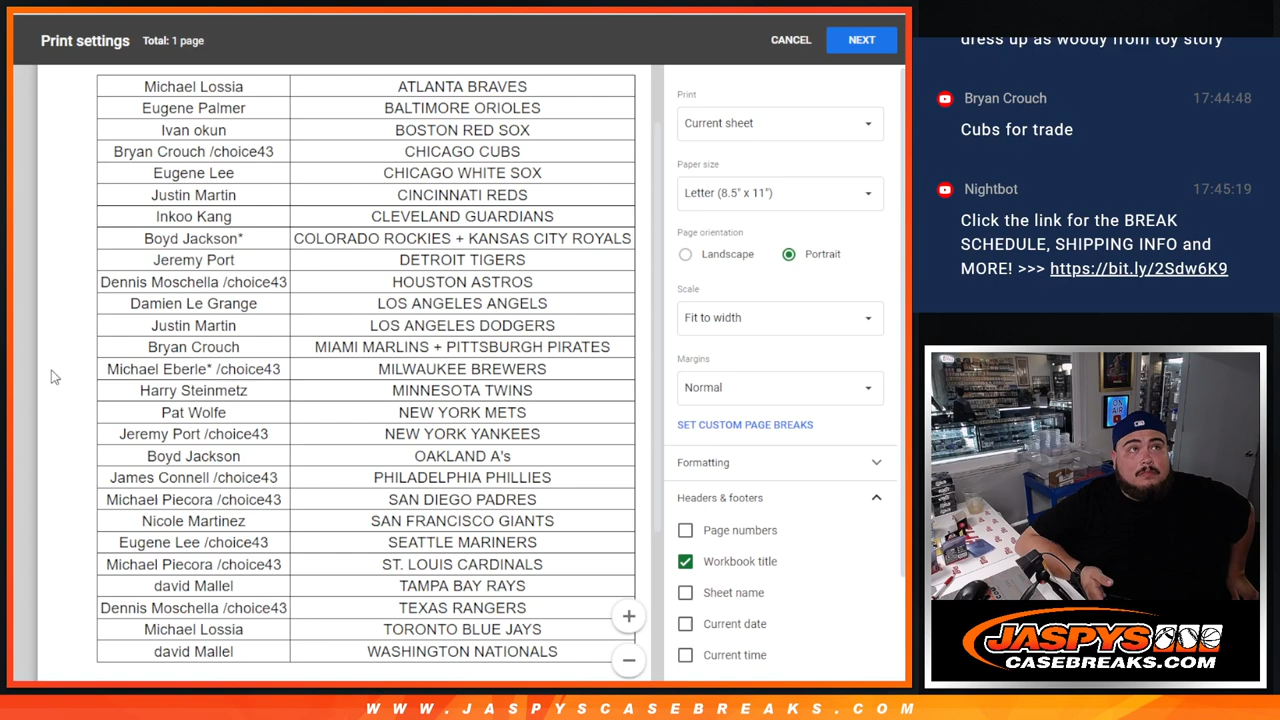 Print settings Total: 1 page CANCEL NEXT
Michael Lossia ATLANTA BRAVES
Eugene Palmer BALTIMORE ORIOLES
Ivan okun BOSTON RED SOX
Bryan Crouch /choice43 CHICAGO CUBS
Eugene Lee CHICAGO WHITE SOX
Justin Martin CINCINNATI REDS
Inkoo Kang CLEVELAND GUARDIANS
Boyd Jackson* COLORADO ROCKIES + KANSAS CITY ROYALS
Jeremy Port DETROIT TIGERS
Dennis Moschella /choice43 HOUSTON ASTROS
Damien Le Grange LOS ANGELES ANGELS
Justin Martin LOS ANGELES DODGERS
Bryan Crouch MIAMI MARLINS + PITTSBURGH PIRATES
Michael Eberle* /choice43 MILWAUKEE BREWERS
Harry Steinmetz MINNESOTA TWINS
Pat Wolfe NEW YORK METS
Jeremy Port /choice43 NEW YORK YANKEES
Boyd Jackson OAKLAND A's
James Connell /choice43 PHILADELPHIA PHILLIES
Michael Piecora /choice43 SAN DIEGO PADRES
Nicole Martinez SAN FRANCISCO GIANTS
Eugene Lee /choice43 SEATTLE MARINERS
Michael Piecora /choice43 ST. LOUIS CARDINALS
david Mallel TAMPA BAY RAYS
Dennis Moschella /choice43 TEXAS RANGERS
Michael Lossia TORONTO BLUE JAYS
david Mallel WASHINGTON NATIONALS
Print
Current sheet
Paper size
Letter (8.5" x 11")
Page orientation
Landscape Portrait
Scale
Fit to width
Margins
Normal
SET CUSTOM PAGE BREAKS
Formatting
Headers & footers
Page numbers
Workbook title
Sheet name
Current date
Current time
dress up as woody from toy story
Bryan Crouch 17:44:48
Cubs for trade
Nightbot 17:45:19
Click the link for the BREAK
SCHEDULE, SHIPPING INFO and
MORE! >>> https://bit.ly/2Sdw6K9
ON
AIR
JASPYS
CASEBREAKS.COM
WWW.JASPYSCASEBREAKS.COM